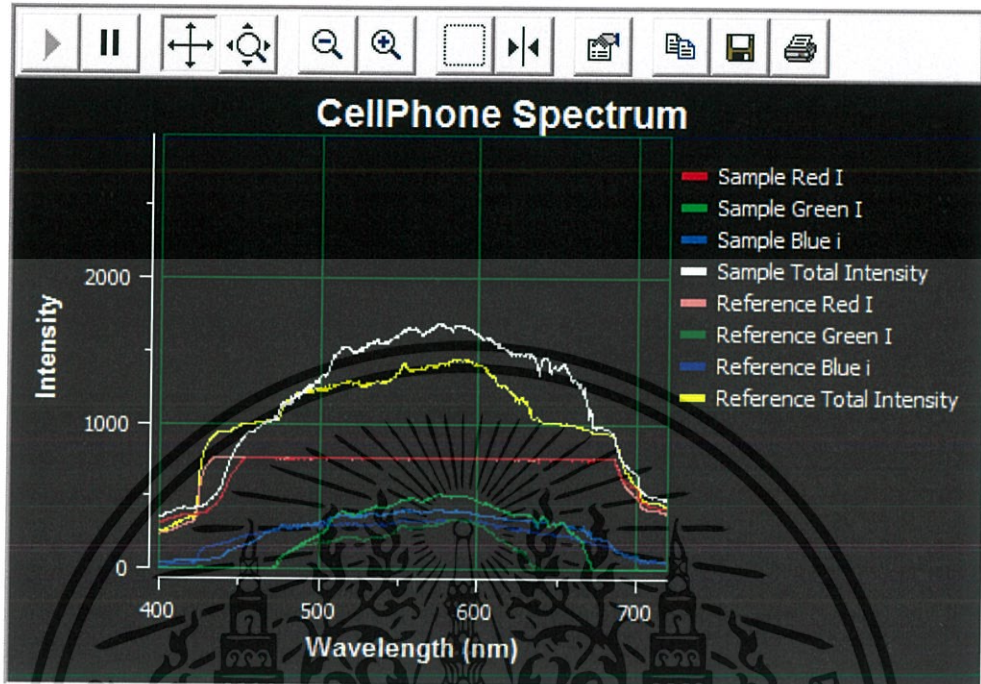 CellPhone Spectrum
Sample Red I
Sample Green I
Sample Blue i
Sample Total Intensity
Reference Red I
Reference Green I
Reference Blue i
Reference Total Intensity
Intensity
2000
1000
0
400 500 600 700
Wavelength (nm)